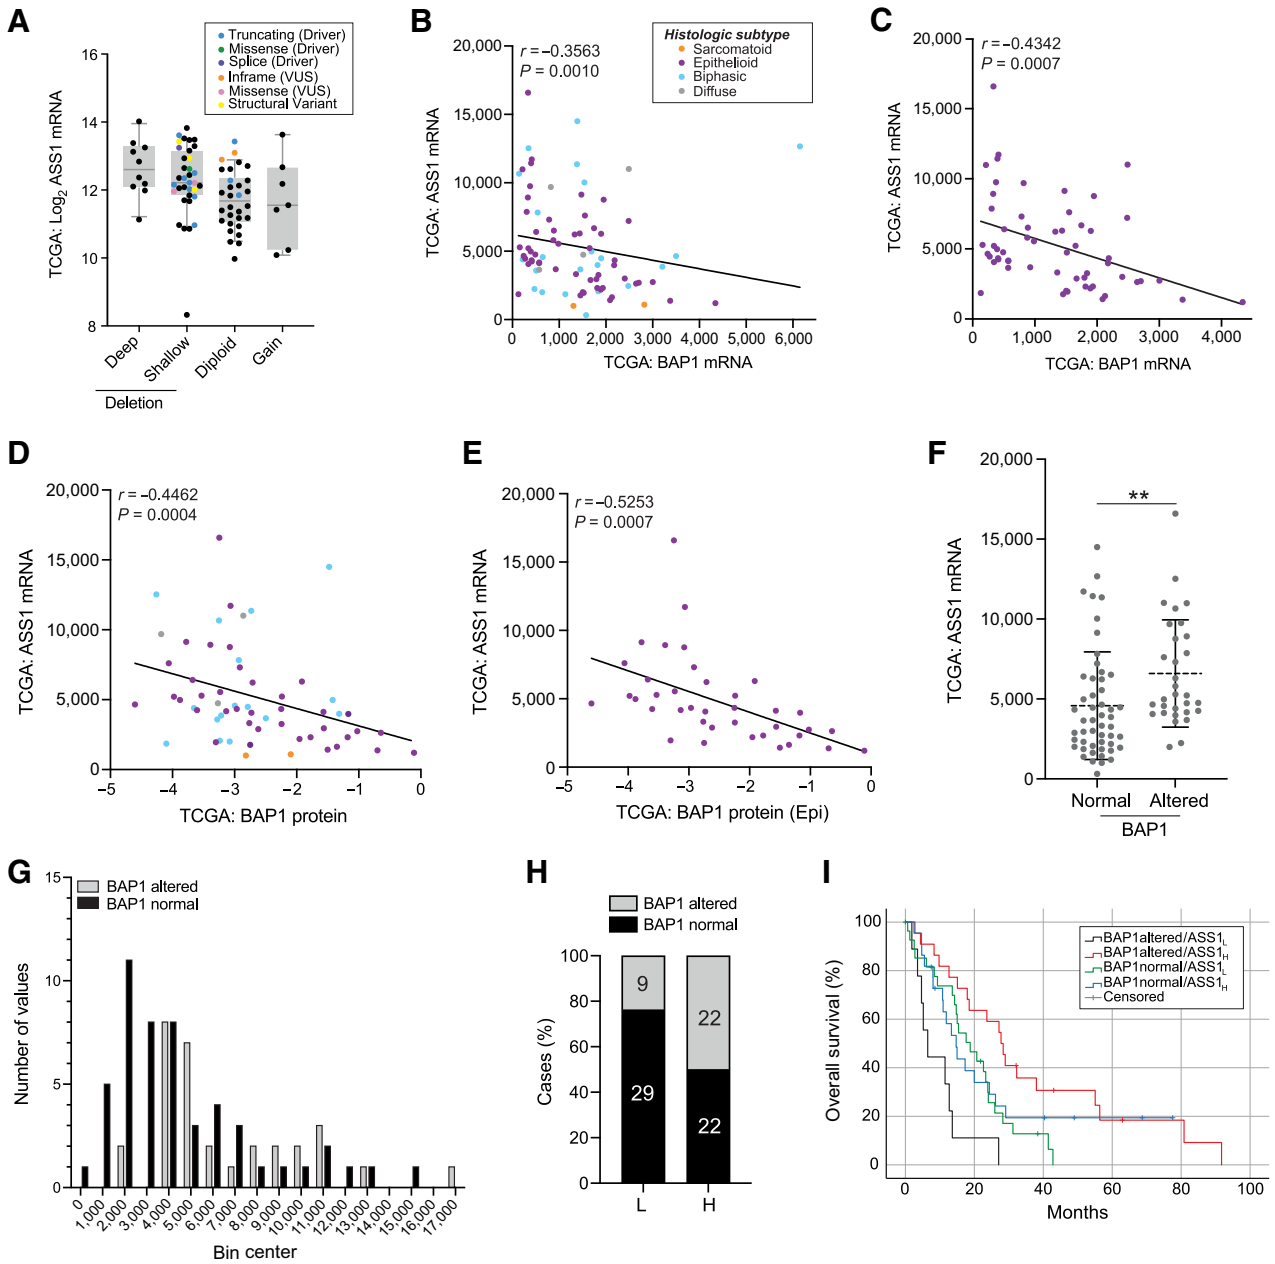 A
TCGA: Log2 ASS1 mRNA
16
14
12
10
8
Truncating (Driver)
Missense (Driver)
Splice (Driver)
Inframe (VUS)
Missense (VUS)
Structural Variant
Deep
Shallow
Diploid
Gain
Deletion
B
TCGA: ASS1 mRNA
20,000
15,000
10,000
5,000
0
r = –0.3563
P = 0.0010
Histologic subtype
Sarcomatoid
Epithelioid
Biphasic
Diffuse
0 1,000 2,000 3,000 4,000 5,000 6,000
TCGA: BAP1 mRNA
C
TCGA: ASS1 mRNA
20,000
15,000
10,000
5,000
0
r = –0.4342
P = 0.0007
0 1,000 2,000 3,000 4,000
TCGA: BAP1 mRNA
D
TCGA: ASS1 mRNA
20,000
15,000
10,000
5,000
0
r = –0.4462
P = 0.0004
–5 –4 –3 –2 –1 0
TCGA: BAP1 protein
E
TCGA: ASS1 mRNA
20,000
15,000
10,000
5,000
0
r = –0.5253
P = 0.0007
–5 –4 –3 –2 –1 0
TCGA: BAP1 protein (Epi)
F
TCGA: ASS1 mRNA
20,000
15,000
10,000
5,000
0
**
Normal Altered
BAP1
G
Number of values
15
10
5
0
BAP1 altered
BAP1 normal
0
1,000
2,000
3,000
4,000
5,000
6,000
7,000
8,000
9,000
10,000
11,000
12,000
13,000
14,000
15,000
16,000
17,000
Bin center
H
BAP1 altered
BAP1 normal
Cases (%)
100
80
60
40
20
0
9
29
22
22
L H
I
Overall survival (%)
100
80
60
40
20
0
BAP1altered/ASS1L
BAP1altered/ASS1H
BAP1normal/ASS1L
BAP1normal/ASS1H
Censored
0 20 40 60 80 100
Months